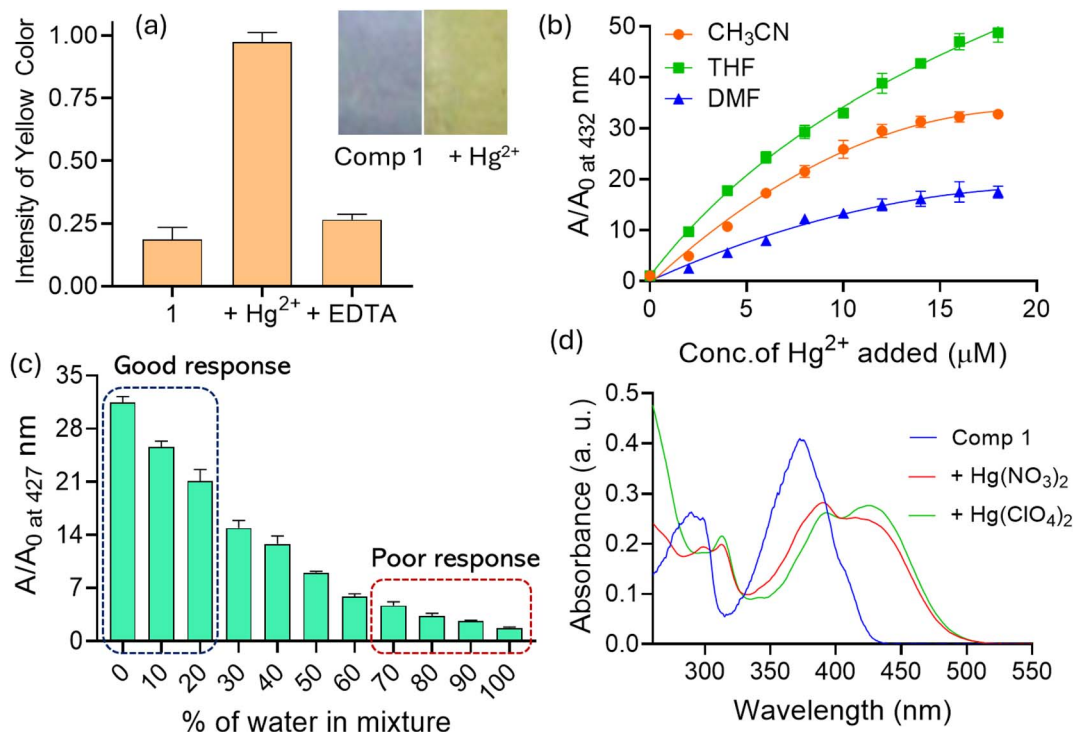 (a)
Intensity of Yellow Color
1.00
0.75
0.50
0.25
0.00
1
+ Hg²⁺
+ EDTA
Comp 1
+ Hg²⁺
(b)
A/A₀ at 432 nm
50
40
30
20
10
0
CH₃CN
THF
DMF
0
5
10
15
20
Conc.of Hg²⁺ added (µM)
(c)
A/A₀ at 427 nm
35
28
21
14
7
0
Good response
Poor response
0
10
20
30
40
50
60
70
80
90
100
% of water in mixture
(d)
Absorbance (a. u.)
0.5
0.4
0.3
0.2
0.1
0.0
Comp 1
+ Hg(NO₃)₂
+ Hg(ClO₄)₂
300
350
400
450
500
550
Wavelength (nm)